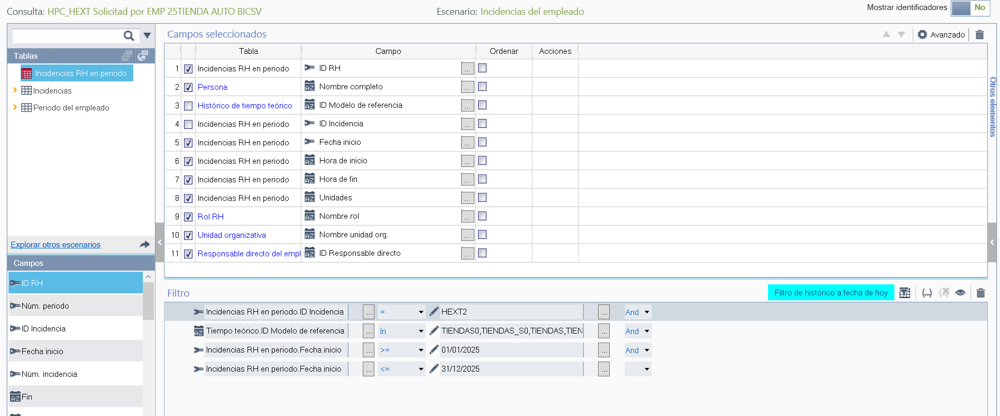 Consulta: HPC_HEXT Solicitad por EMP 25TIENDA AUTO BICSV
Escenario: Incidencias del empleado
Mostrar identificadores No
Tablas
Incidencias RH en periodo
Incidencias
Periodo del empleado
Explorar otros escenarios
Campos
ID RH
Núm. periodo
ID Incidencia
Fecha inicio
Núm. incidencia
Fin
Campos seleccionados
Avanzado
Tabla Campo Ordenar Acciones
1 Incidencias RH en periodo ID RH ...
2 Persona Nombre completo ...
3 Histórico de tiempo teórico ID Modelo de referencia ...
4 Incidencias RH en periodo ID Incidencia ...
5 Incidencias RH en periodo Fecha inicio ...
6 Incidencias RH en periodo Hora de inicio ...
7 Incidencias RH en periodo Hora de fin ...
8 Incidencias RH en periodo Unidades ...
9 Rol RH Nombre rol ...
10 Unidad organizativa Nombre unidad org. ...
11 Responsable directo del empl ID Responsable directo ...
Otros elementos
Filtro
Filtro de histórico a fecha de hoy (...)
Incidencias RH en periodo.ID Incidencia ... = HEXT2 ... And
Tiempo teórico.ID Modelo de referencia ... In TIENDAS0,TIENDAS_S0,TIENDAS,TIEN ... And
Incidencias RH en periodo.Fecha inicio ... >= 01/01/2025 ... And
Incidencias RH en periodo.Fecha inicio ... <= 31/12/2025 ...